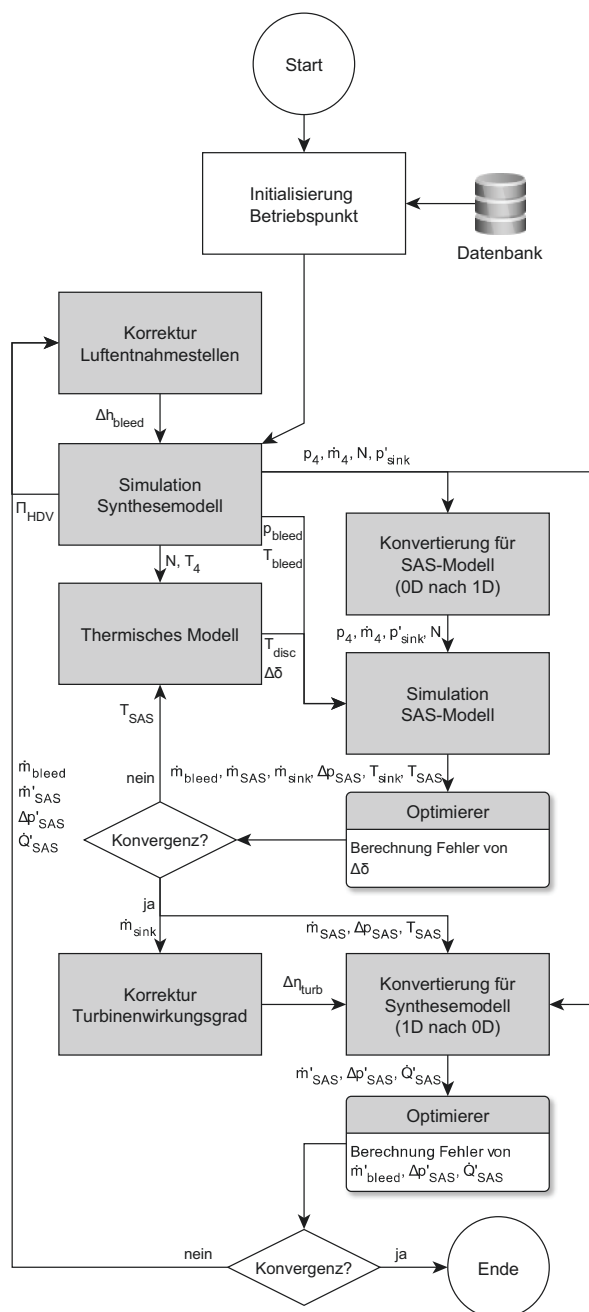 Start
Initialisierung
Betriebspunkt
Datenbank
Korrektur
Luftentnahmestellen
Δh_bleed
p_4, ṁ_4, N, p'_sink
Simulation
Synthesemodell
Π_HDV
p_bleed
T_bleed
N, T_4
Konvertierung für
SAS-Modell
(0D nach 1D)
Thermisches Modell
T_disc
Δδ
p_4, ṁ_4, p'_sink, N
Simulation
SAS-Modell
T_SAS
nein
ṁ_bleed, ṁ_SAS, ṁ_sink, Δp_SAS, T_sink, T_SAS
ṁ_bleed
ṁ'_SAS
Δp'_SAS
Q̇'_SAS
Optimierer
Berechnung Fehler von
Δδ
Konvergenz?
ja
ṁ_sink
ṁ_SAS, Δp_SAS, T_SAS
Korrektur
Turbinenwirkungsgrad
Δη_turb
Konvertierung für
Synthesemodell
(1D nach 0D)
ṁ'_SAS, Δp'_SAS, Q̇'_SAS
Optimierer
Berechnung Fehler von
ṁ'_bleed, Δp'_SAS, Q̇'_SAS
nein
Konvergenz?
ja
Ende